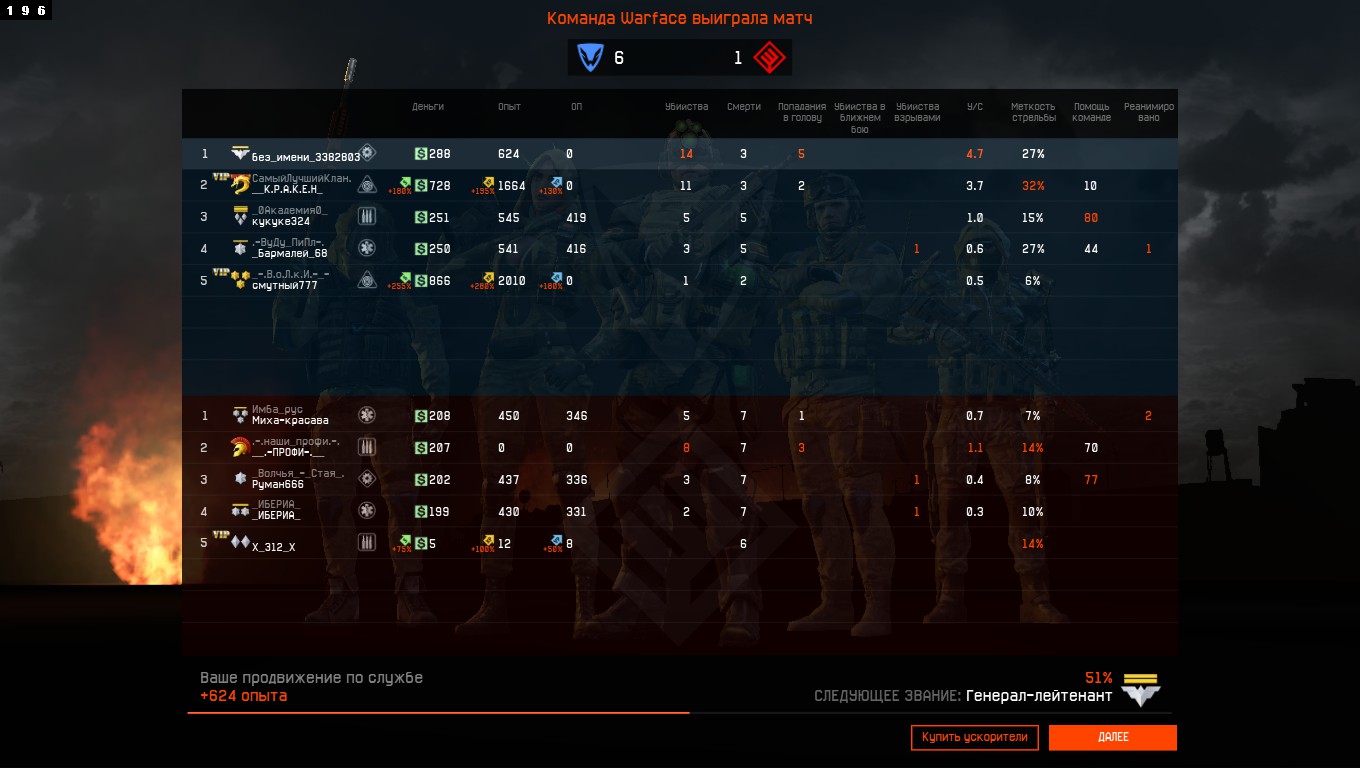 196
Команда Warface выиграла матч
6 1
Деньги Опыт ОП Убийства Смерти Попадания в голову Убийства в ближнем бою Убийства взрывами У/С Меткость стрельбы Помощь команде Реанимировано
1 без_имени_3382803 $288 624 0 14 3 5 4.7 27%
VIP СамыйЛучшийКлан.
2 __K.P.A.K.E.H_ +180% $728 +195% 1664 +130% 0 11 3 2 3.7 32% 10
_0Академия0_
3 кукуке324 $251 545 419 5 5 1.0 15% 80
.-ВуДу_ПиПл-.
4 _Бармалей_68 $250 541 416 3 5 1 0.6 27% 44 1
VIP _-.В.о.Л.к.И.-_-
5 смутный777 +255% $866 +280% 2010 +180% 0 1 2 0.5 6%
Имба_рус
1 Миха-красава $208 450 346 5 7 1 0.7 7% 2
.-.наши_профи.-.
2 __.-ПРОФИ-.__ $207 0 0 8 7 3 1.1 14% 70
_Волчья_-_Стая_.
3 Руман666 $202 437 336 3 7 1 0.4 8% 77
_ИБЕРИА_
4 _ИБЕРИА_ $199 430 331 2 7 1 0.3 10%
5 VIP X_312_X +75% $5 +100% 12 +50% 8 6 14%
Ваше продвижение по службе
+624 опыта
51%
СЛЕДУЮЩЕЕ ЗВАНИЕ: Генерал-лейтенант
Купить ускорители ДАЛЕЕ